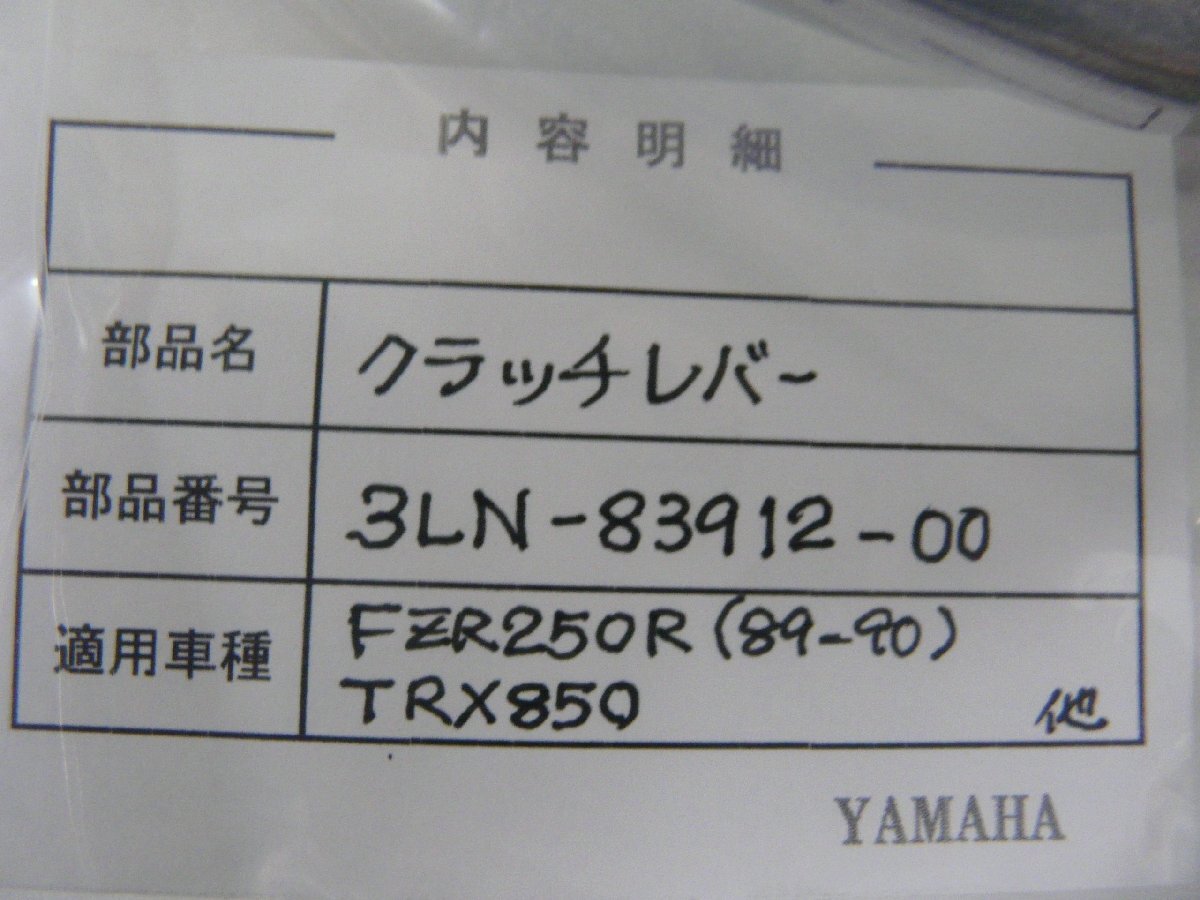 内容明細
部品名 クラッチレバー
部品番号 3LN-83912-00
適用車種 FZR250R(89-90)
TRX850 他
YAMAHA